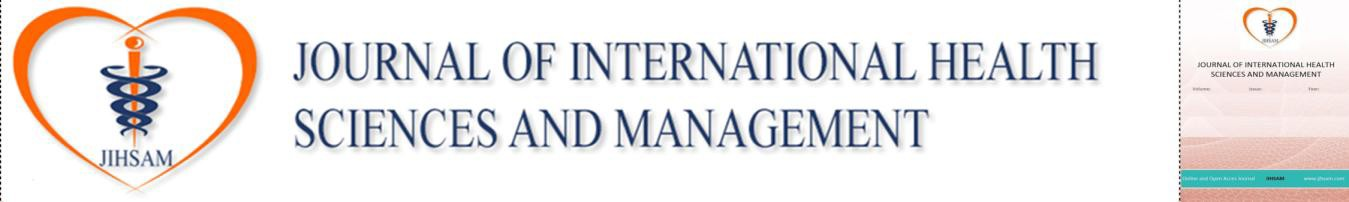 JIHSAM
JOURNAL OF INTERNATIONAL HEALTH
SCIENCES AND MANAGEMENT
JIHSAM
JOURNAL OF INTERNATIONAL HEALTH
SCIENCES AND MANAGEMENT
Volume: Issue: Year:
Online and Open Acces Journal JIHSAM www.jihsam.com